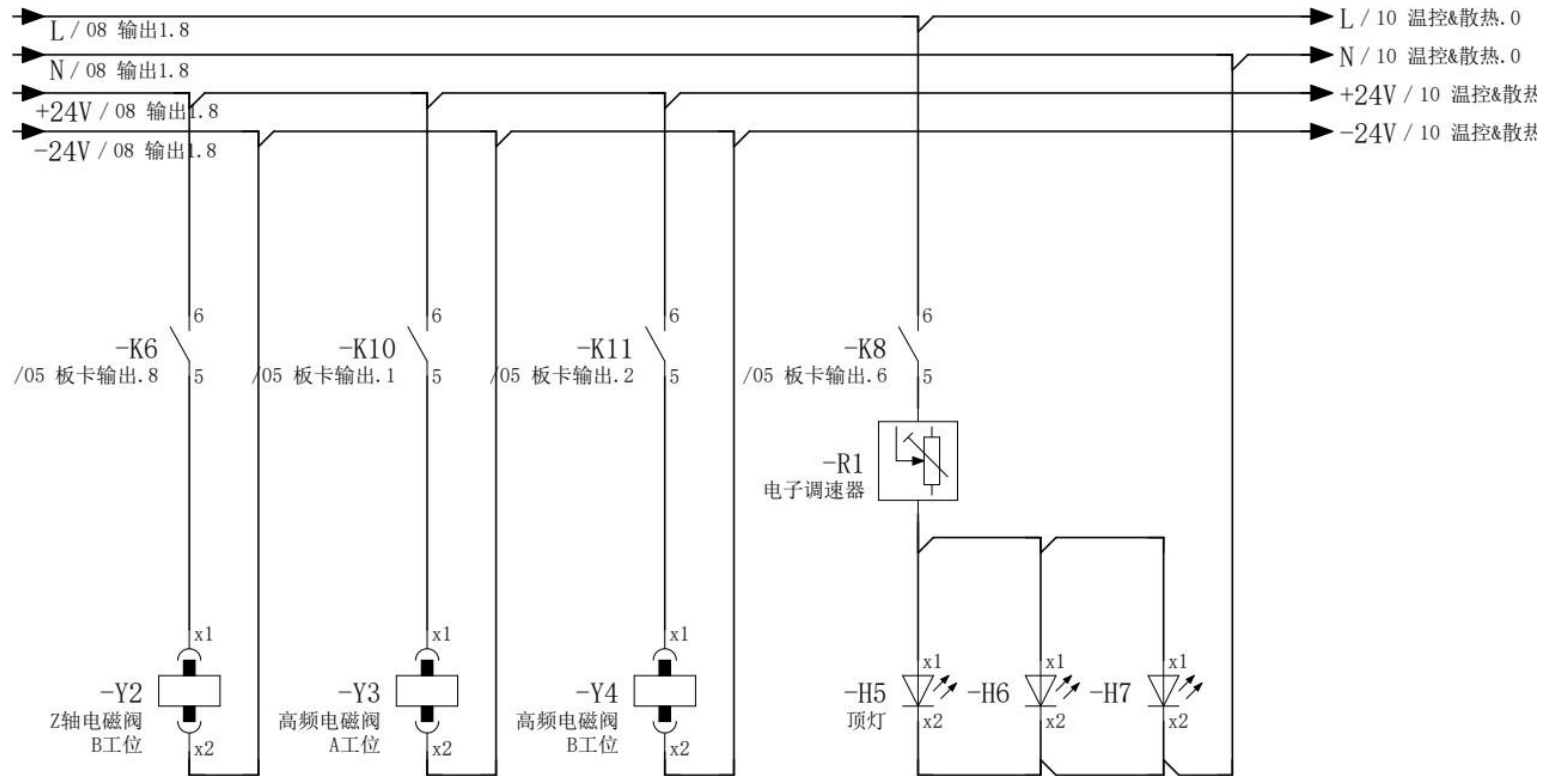 L / 08 输出1.8
L / 10 温控&散热.0
N / 08 输出1.8
N / 10 温控&散热.0
+24V / 08 输出1.8
+24V / 10 温控&散热
-24V / 08 输出1.8
-24V / 10 温控&散热
6
-K6
/05 板卡输出.8
5
6
-K10
/05 板卡输出.1
5
6
-K11
/05 板卡输出.2
5
6
-K8
/05 板卡输出.6
5
-R1
电子调速器
x1
-Y2
Z轴电磁阀
B工位
x2
x1
-Y3
高频电磁阀
A工位
x2
x1
-Y4
高频电磁阀
B工位
x2
x1
-H5
顶灯
x2
x1
-H6
x2
x1
-H7
x2